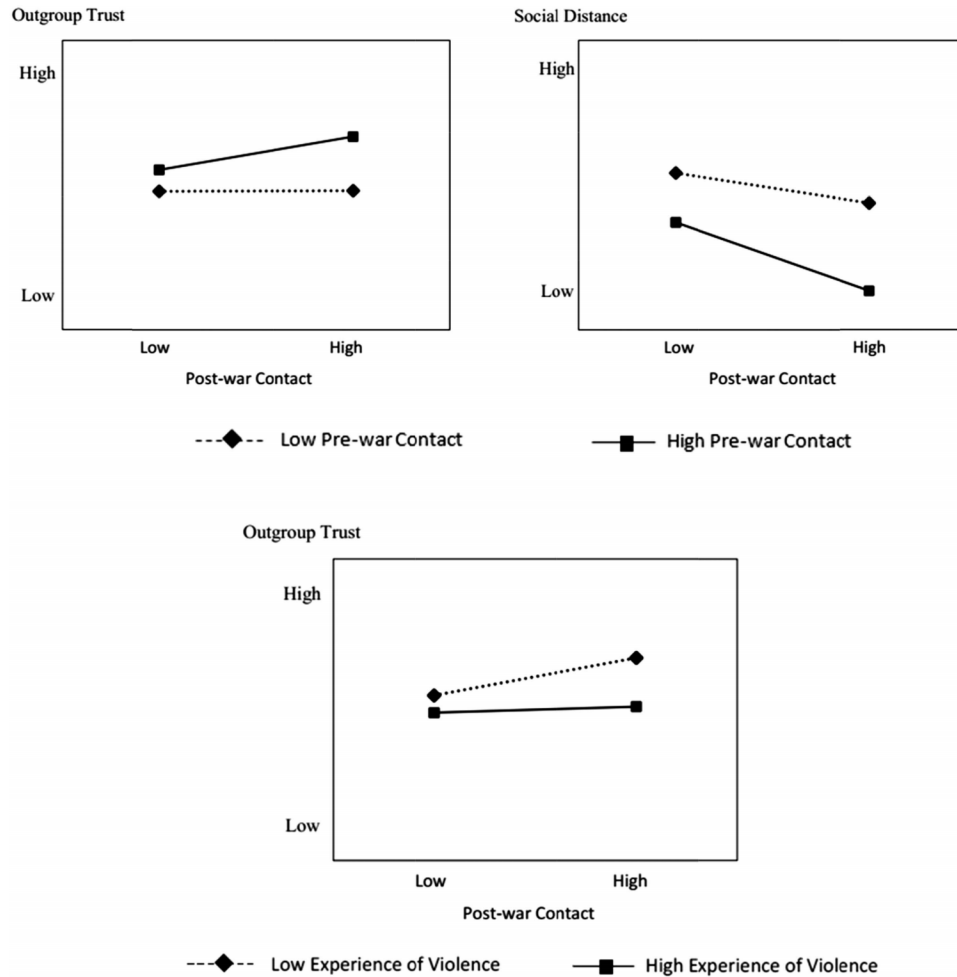 Outgroup Trust
High
Low
Low High
Post-war Contact
Social Distance
High
Low
Low High
Post-war Contact
Low Pre-war Contact High Pre-war Contact
Outgroup Trust
High
Low
Low High
Post-war Contact
Low Experience of Violence High Experience of Violence